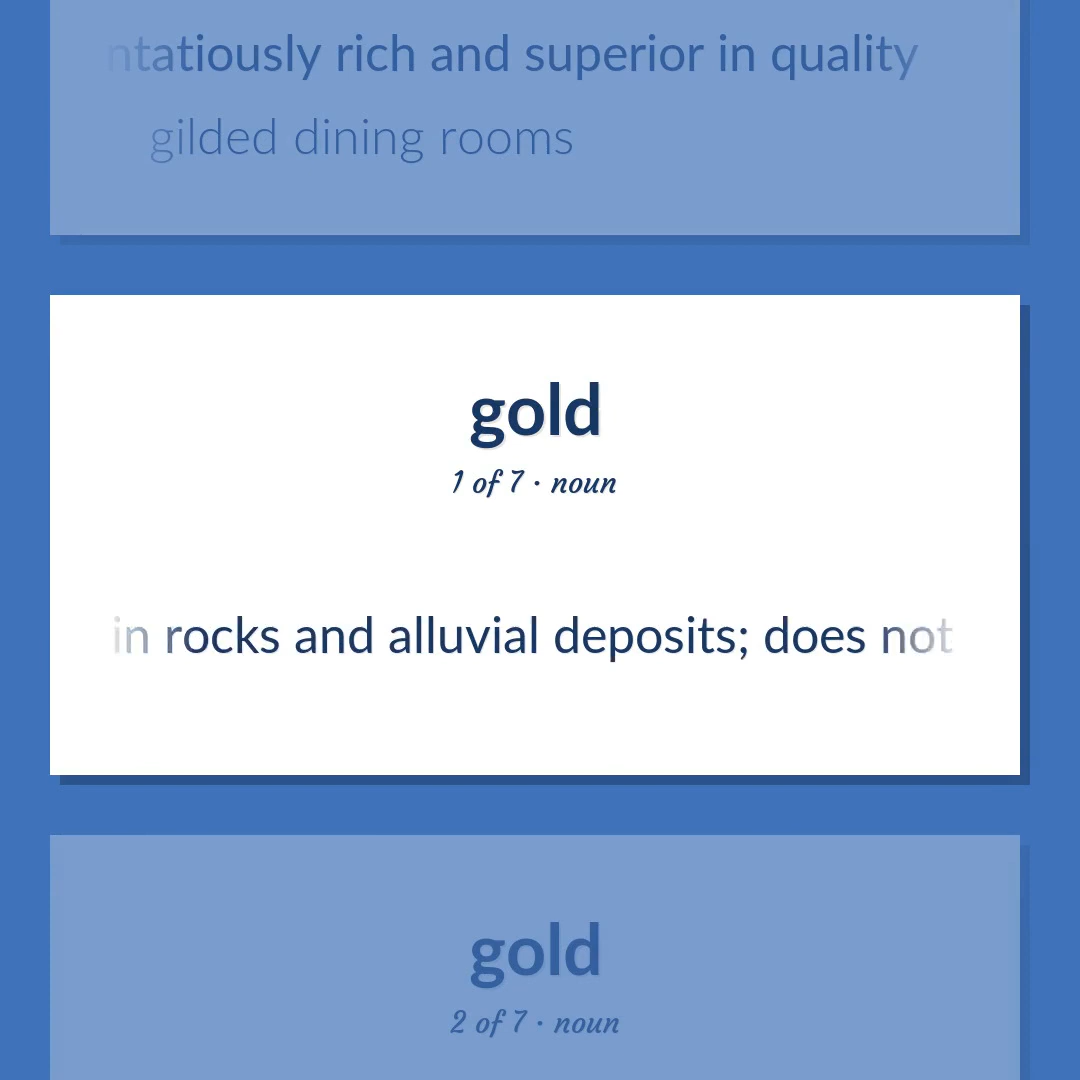 ntatiously rich and superior in quality
gilded dining rooms
gold
1 of 7 · noun
in rocks and alluvial deposits; does not
gold
2 of 7 · noun